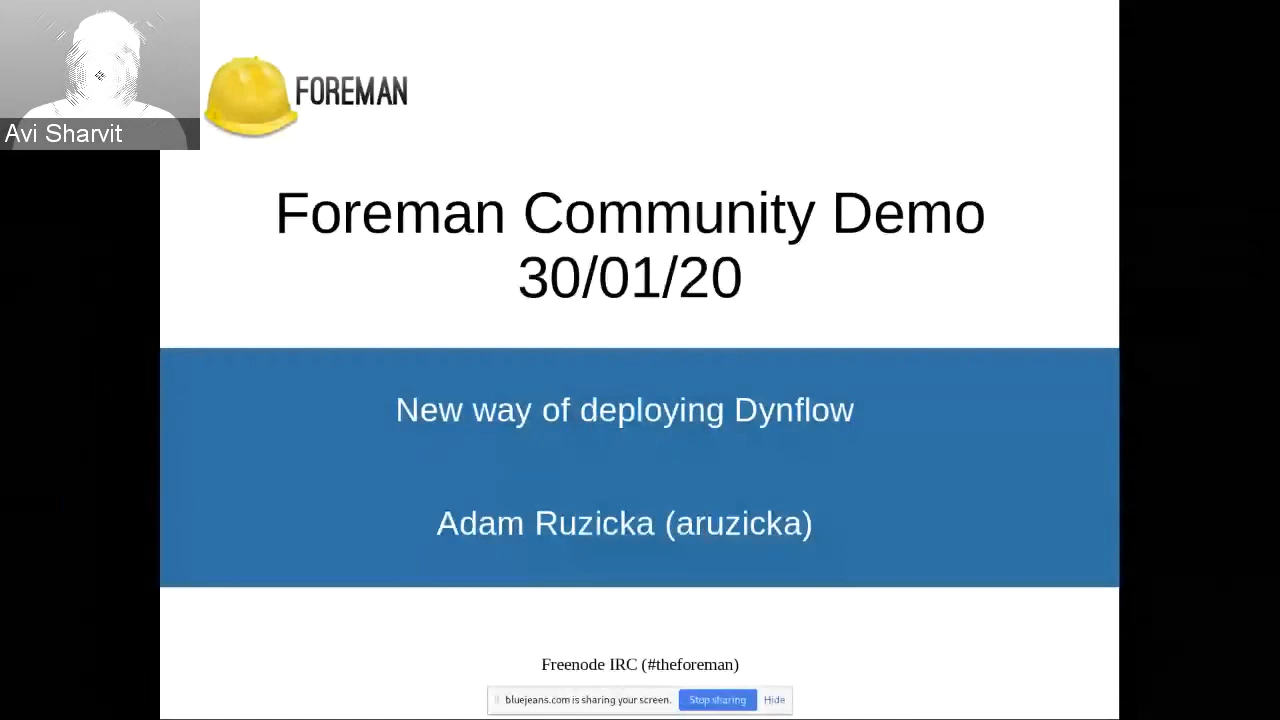 Avi Sharvit
FOREMAN
Foreman Community Demo
30/01/20
New way of deploying Dynflow
Adam Ruzicka (aruzicka)
Freenode IRC (#theforeman)
bluejeans.com is sharing your screen. Stop sharing Hide